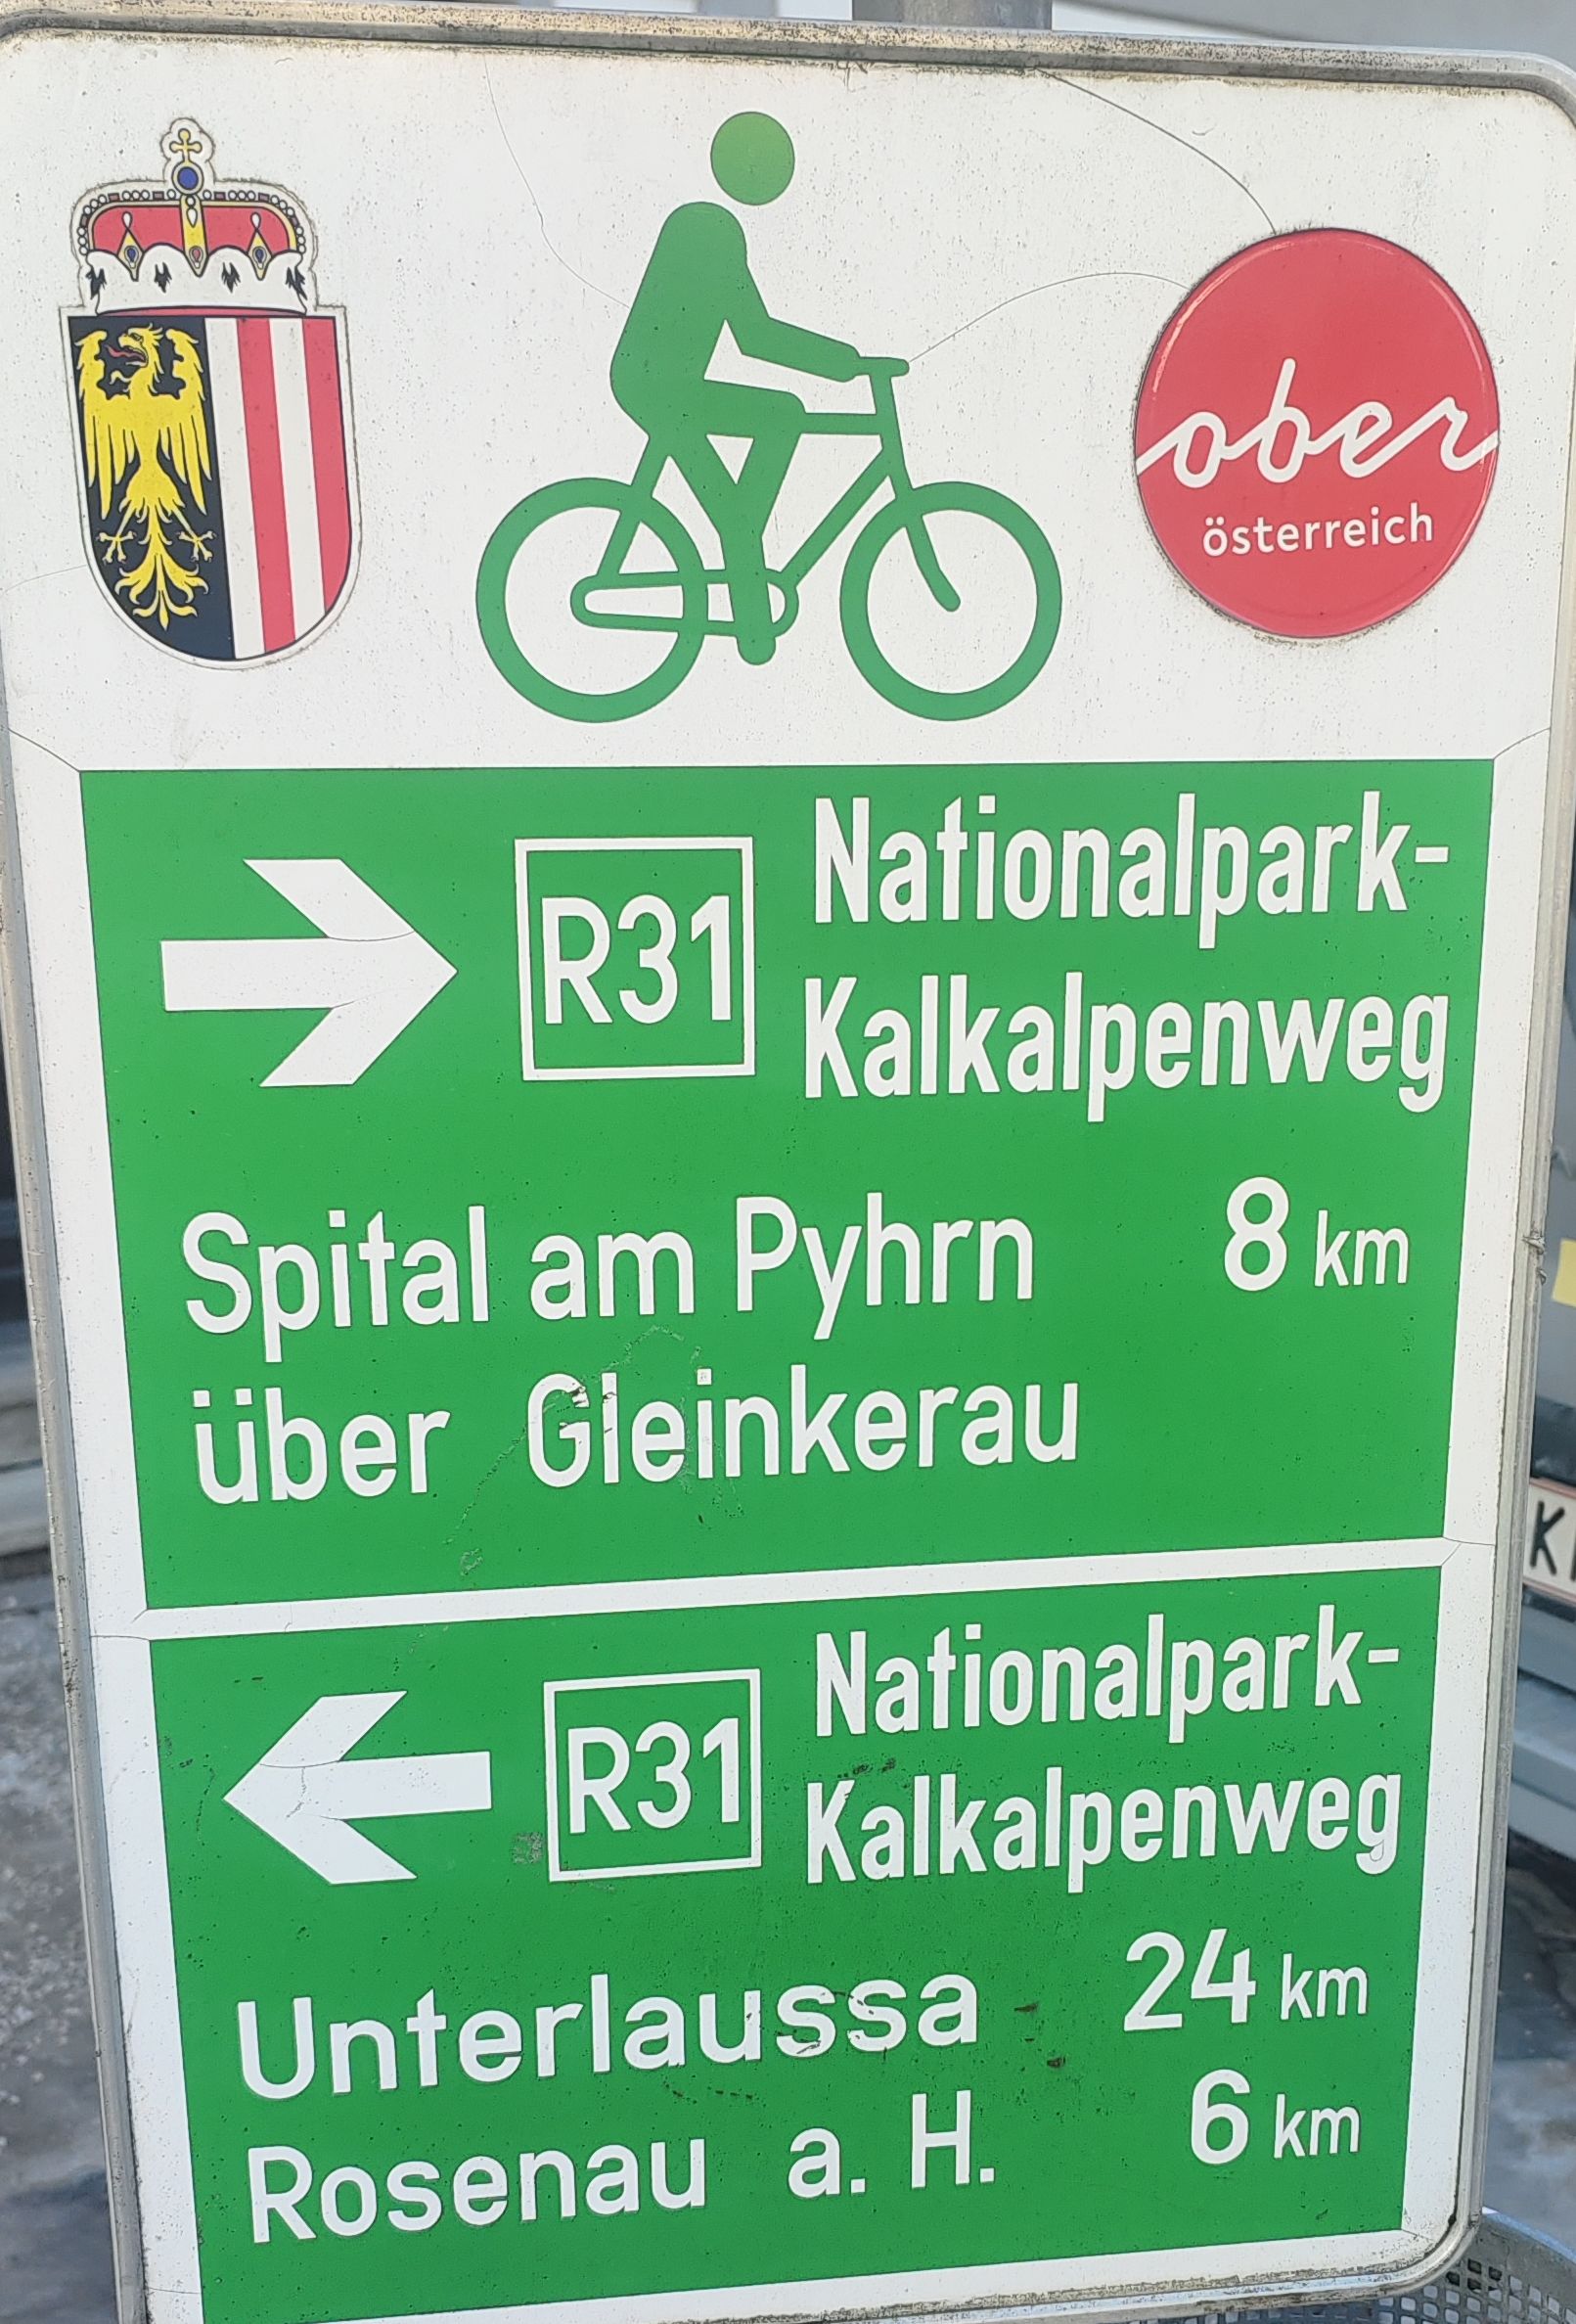 ober
österreich
R31 Nationalpark-
Kalkalpenweg
Spital am Pyhrn 8 km
über Gleinkerau
R31 Nationalpark-
Kalkalpenweg
Unterlaussa 24 km
Rosenau a. H. 6 km